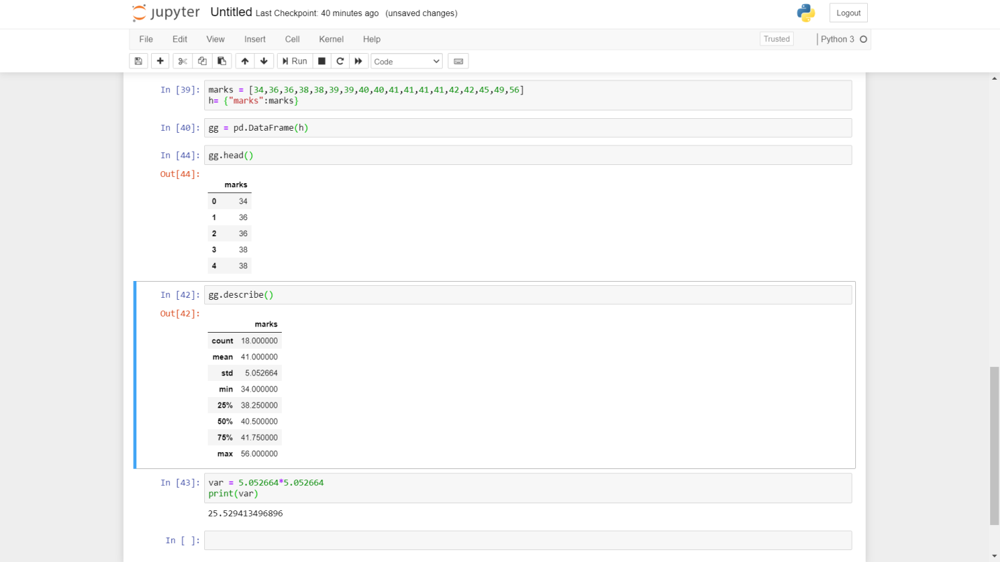 jupyter Untitled Last Checkpoint: 40 minutes ago (unsaved changes) Logout
File Edit View Insert Cell Kernel Help Trusted Python 3
Run Code
In [39]: marks = [34,36,36,38,38,39,39,40,40,41,41,41,41,42,42,45,49,56]
h= {"marks":marks}
In [40]: gg = pd.DataFrame(h)
In [44]: gg.head()
Out[44]:
marks
0 34
1 36
2 36
3 38
4 38
In [42]: gg.describe()
Out[42]:
marks
count 18.000000
mean 41.000000
std 5.052664
min 34.000000
25% 38.250000
50% 40.500000
75% 41.750000
max 56.000000
In [43]: var = 5.052664*5.052664
print(var)
25.529413496896
In [ ]: